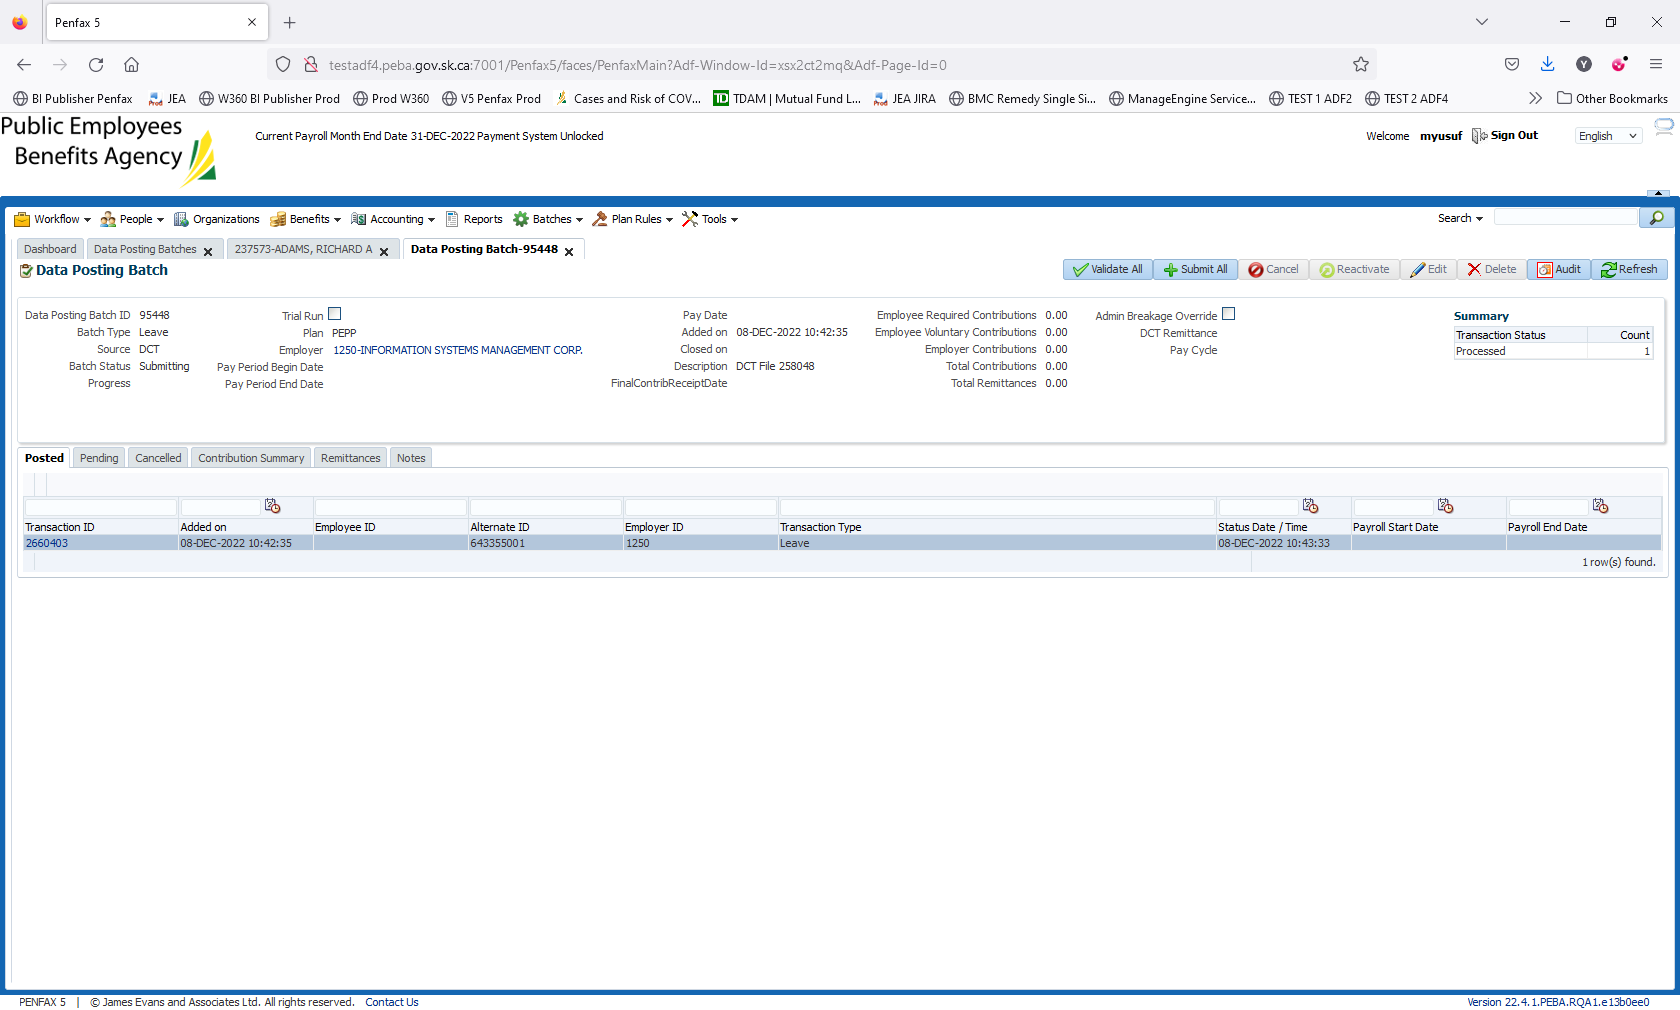 Penfax 5
testadf4.peba.gov.sk.ca:7001/Penfax5/faces/PenfaxMain?Adf-Window-Id=xsx2ct2mq&Adf-Page-Id=0
Y
BI Publisher Penfax JEA W360 BI Publisher Prod Prod W360 V5 Penfax Prod Cases and Risk of COV... TD TDAM | Mutual Fund L... JEA JIRA BMC Remedy Single Si... ManageEngine Service... TEST 1 ADF2 TEST 2 ADF4 Other Bookmarks
Public Employees
Benefits Agency
Current Payroll Month End Date 31-DEC-2022 Payment System Unlocked
Welcome myusuf Sign Out English
Workflow People Organizations Benefits Accounting Reports Batches Plan Rules Tools Search
Dashboard Data Posting Batches 237573-ADAMS, RICHARD A Data Posting Batch-95448
Data Posting Batch
Validate All Submit All Cancel Reactivate Edit Delete Audit Refresh
Data Posting Batch ID 95448
Batch Type Leave
Source DCT
Batch Status Submitting
Progress
Trial Run
Plan PEPP
Employer 1250-INFORMATION SYSTEMS MANAGEMENT CORP.
Pay Period Begin Date
Pay Period End Date
Pay Date
Added on 08-DEC-2022 10:42:35
Closed on
Description DCT File 258048
FinalContribReceiptDate
Employee Required Contributions 0.00
Employee Voluntary Contributions 0.00
Employer Contributions 0.00
Total Contributions 0.00
Total Remittances 0.00
Admin Breakage Override
DCT Remittance
Pay Cycle
Summary
Transaction Status Count
Processed 1
Posted Pending Cancelled Contribution Summary Remittances Notes
Transaction ID Added on Employee ID Alternate ID Employer ID Transaction Type Status Date / Time Payroll Start Date Payroll End Date
2660403 08-DEC-2022 10:42:35 643355001 1250 Leave 08-DEC-2022 10:43:33
1 row(s) found.
PENFAX 5 | © James Evans and Associates Ltd. All rights reserved. Contact Us
Version 22.4.1.PEBA.RQA1.e13b0ee0